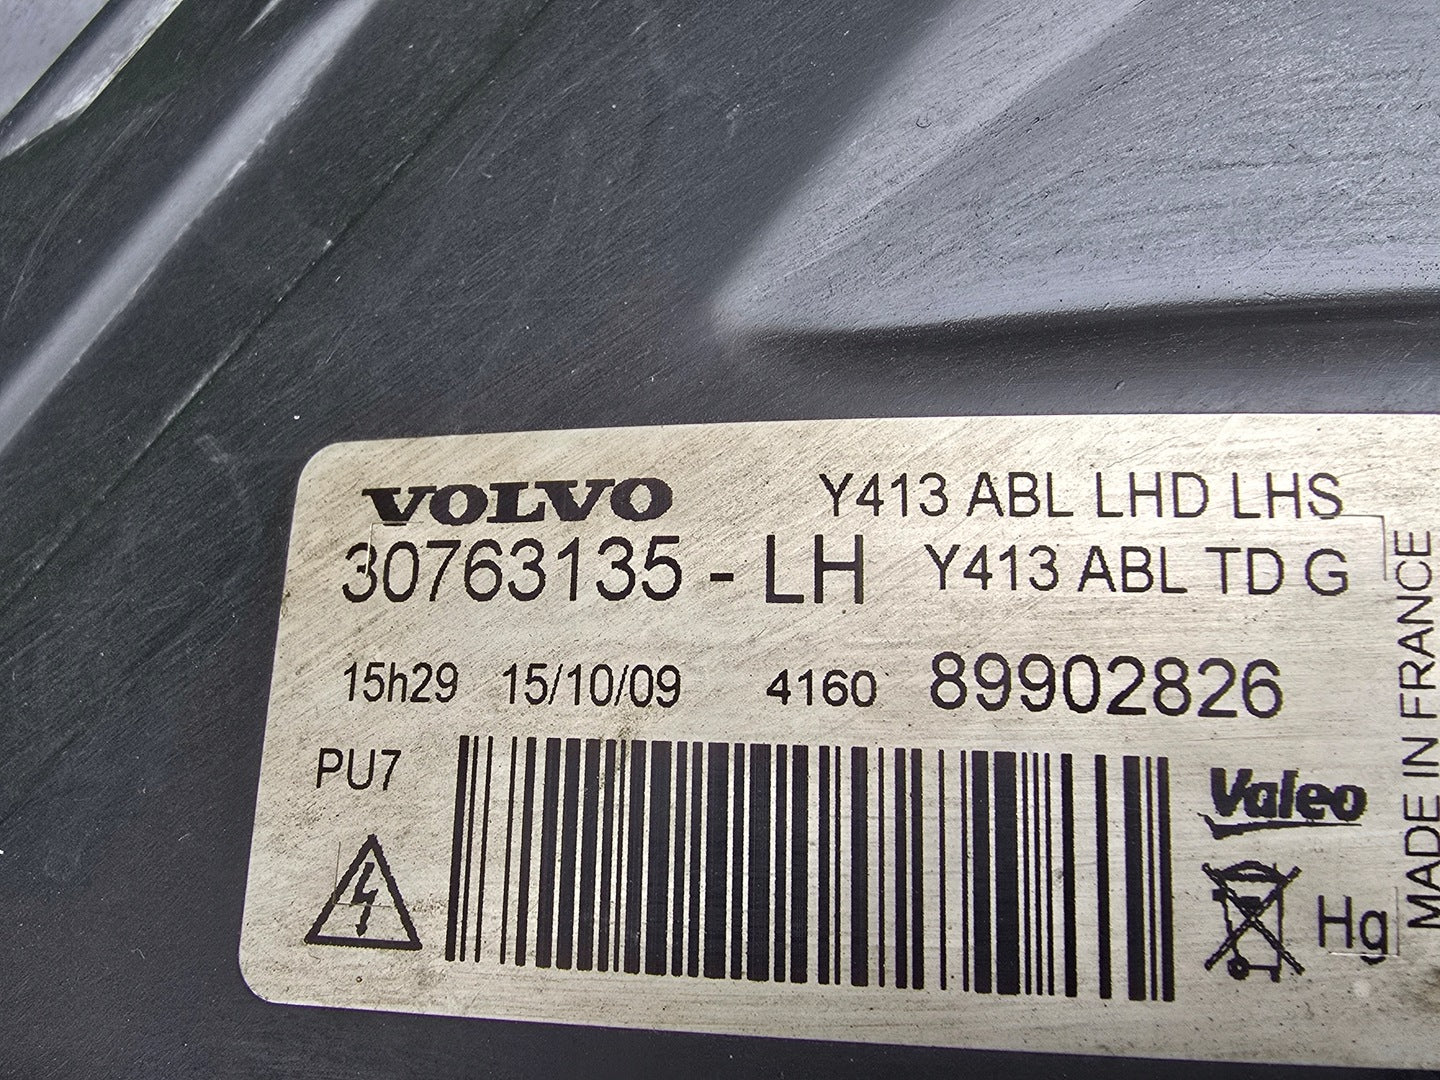 VOLVO Y413 ABL LHD LHS
30763135 - LH Y413 ABL TD G
15h29 15/10/09 4160 89902826
PU7
Valeo
Hg
MADE IN FRANCE